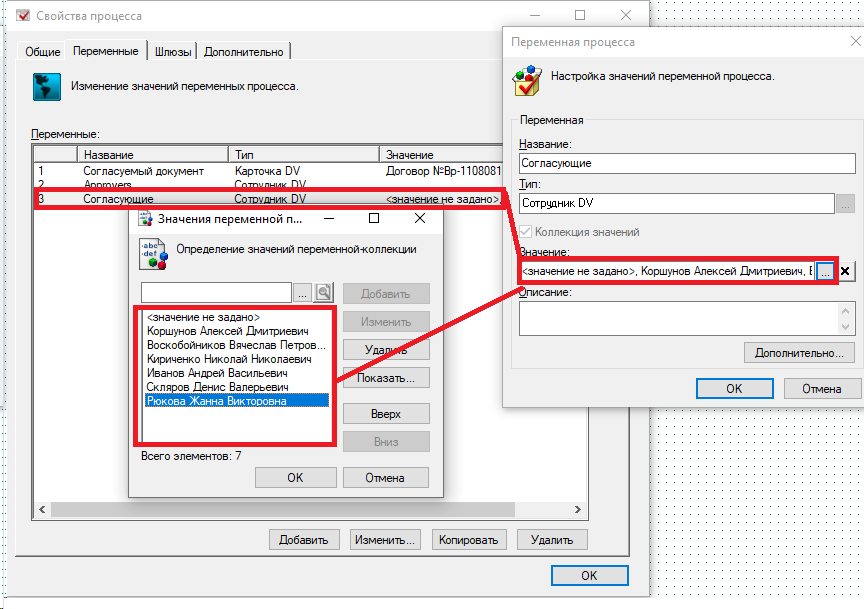 Свойства процесса
Общие Переменные Шлюзы Дополнительно
Изменение значений переменных процесса.
Переменные:
Название Тип Значение
1 Согласуемый документ Карточка DV Договор №Вр-1108081
2 Approvers Сотрудник DV
3 Согласующие Сотрудник DV <значение не задано>,
Добавить Изменить... Копировать Удалить
OK
Значения переменной п...
Определение значений переменной-коллекции
...
Добавить
Изменить
Удалить
Показать...
Вверх
Вниз
<значение не задано>
Коршунов Алексей Дмитриевич
Воскобойников Вячеслав Петров...
Кириченко Николай Николаевич
Иванов Андрей Васильевич
Скляров Денис Валерьевич
Рюкова Жанна Викторовна
Всего элементов: 7
OK Отмена
Переменная процесса
Настройка значений переменной процесса.
Переменная
Название:
Согласующие
Тип:
Сотрудник DV ...
Коллекция значений
Значение:
<значение не задано>, Коршунов Алексей Дмитриевич, ...
Описание:
Дополнительно...
OK Отмена